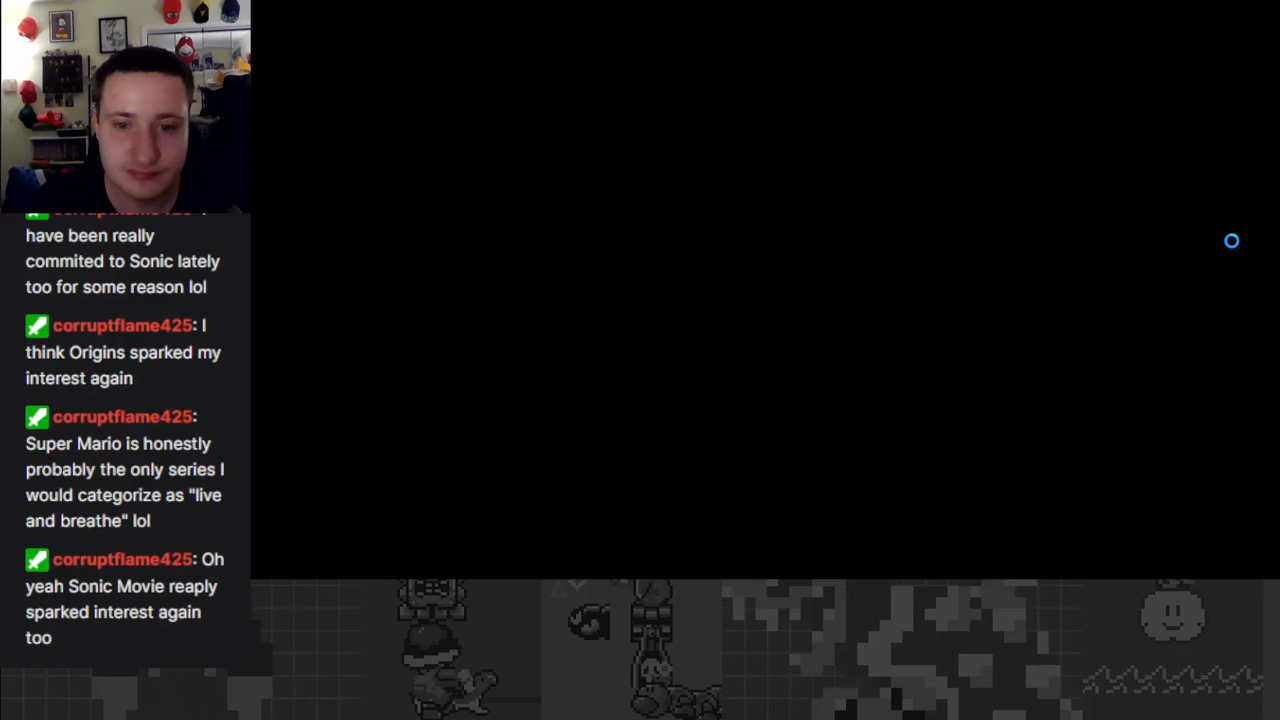 have been really
commited to Sonic lately
too for some reason lol
corruptflame425: I
think Origins sparked my
interest again
corruptflame425:
Super Mario is honestly
probably the only series I
would categorize as "live
and breathe" lol
corruptflame425: Oh
yeah Sonic Movie reaply
sparked interest again
too